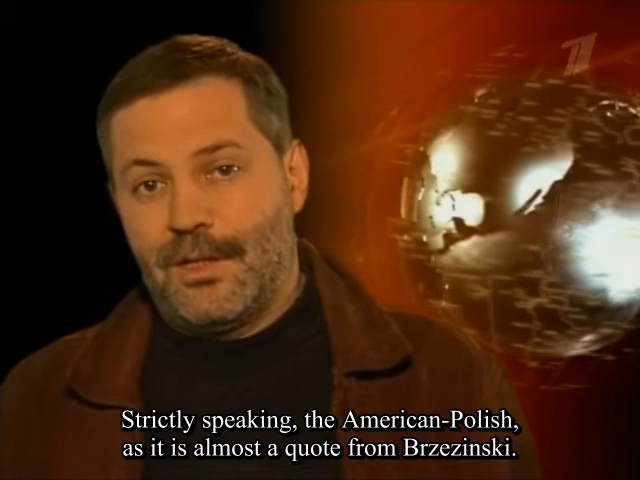 Strictly speaking, the American-Polish,
as it is almost a quote from Brzezinski.